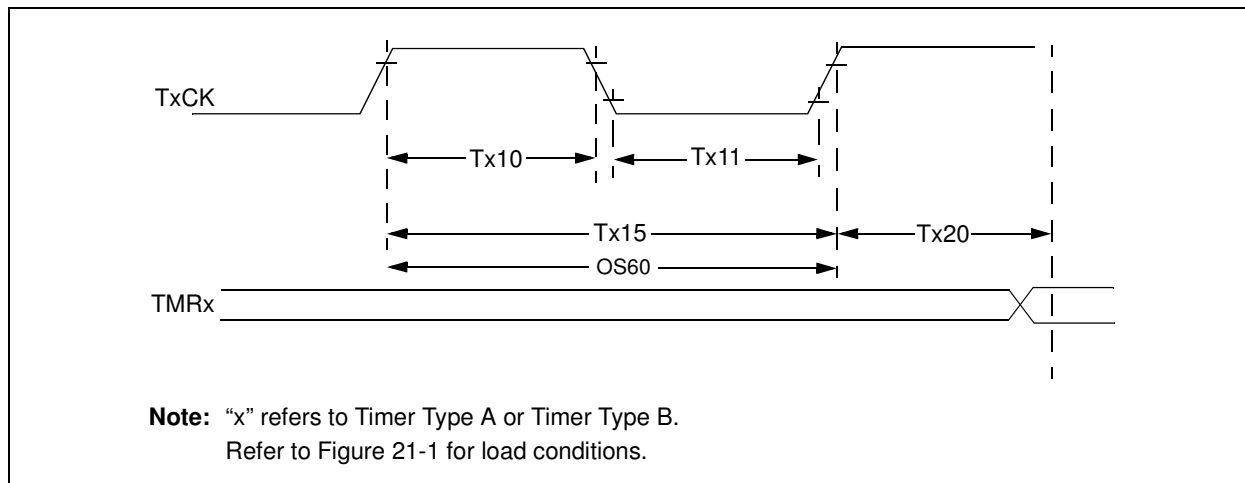 TxCK
Tx10
Tx11
Tx15
Tx20
OS60
TMRx
Note: “x” refers to Timer Type A or Timer Type B.
Refer to Figure 21-1 for load conditions.